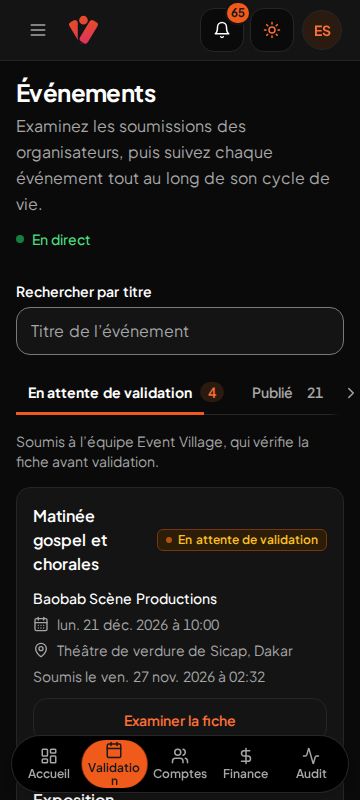 65
ES
Événements
Examinez les soumissions des
organisateurs, puis suivez chaque
événement tout au long de son cycle de
vie.
En direct
Rechercher par titre
Titre de l’événement
En attente de validation 4 Publié 21
Soumis à l’équipe Event Village, qui vérifie la
fiche avant validation.
Matinée
gospel et
chorales
En attente de validation
Baobab Scène Productions
lun. 21 déc. 2026 à 10:00
Théâtre de verdure de Sicap, Dakar
Soumis le ven. 27 nov. 2026 à 02:32
Examiner la fiche
Accueil
Validatio
n
Comptes
Finance
Audit
Exposition